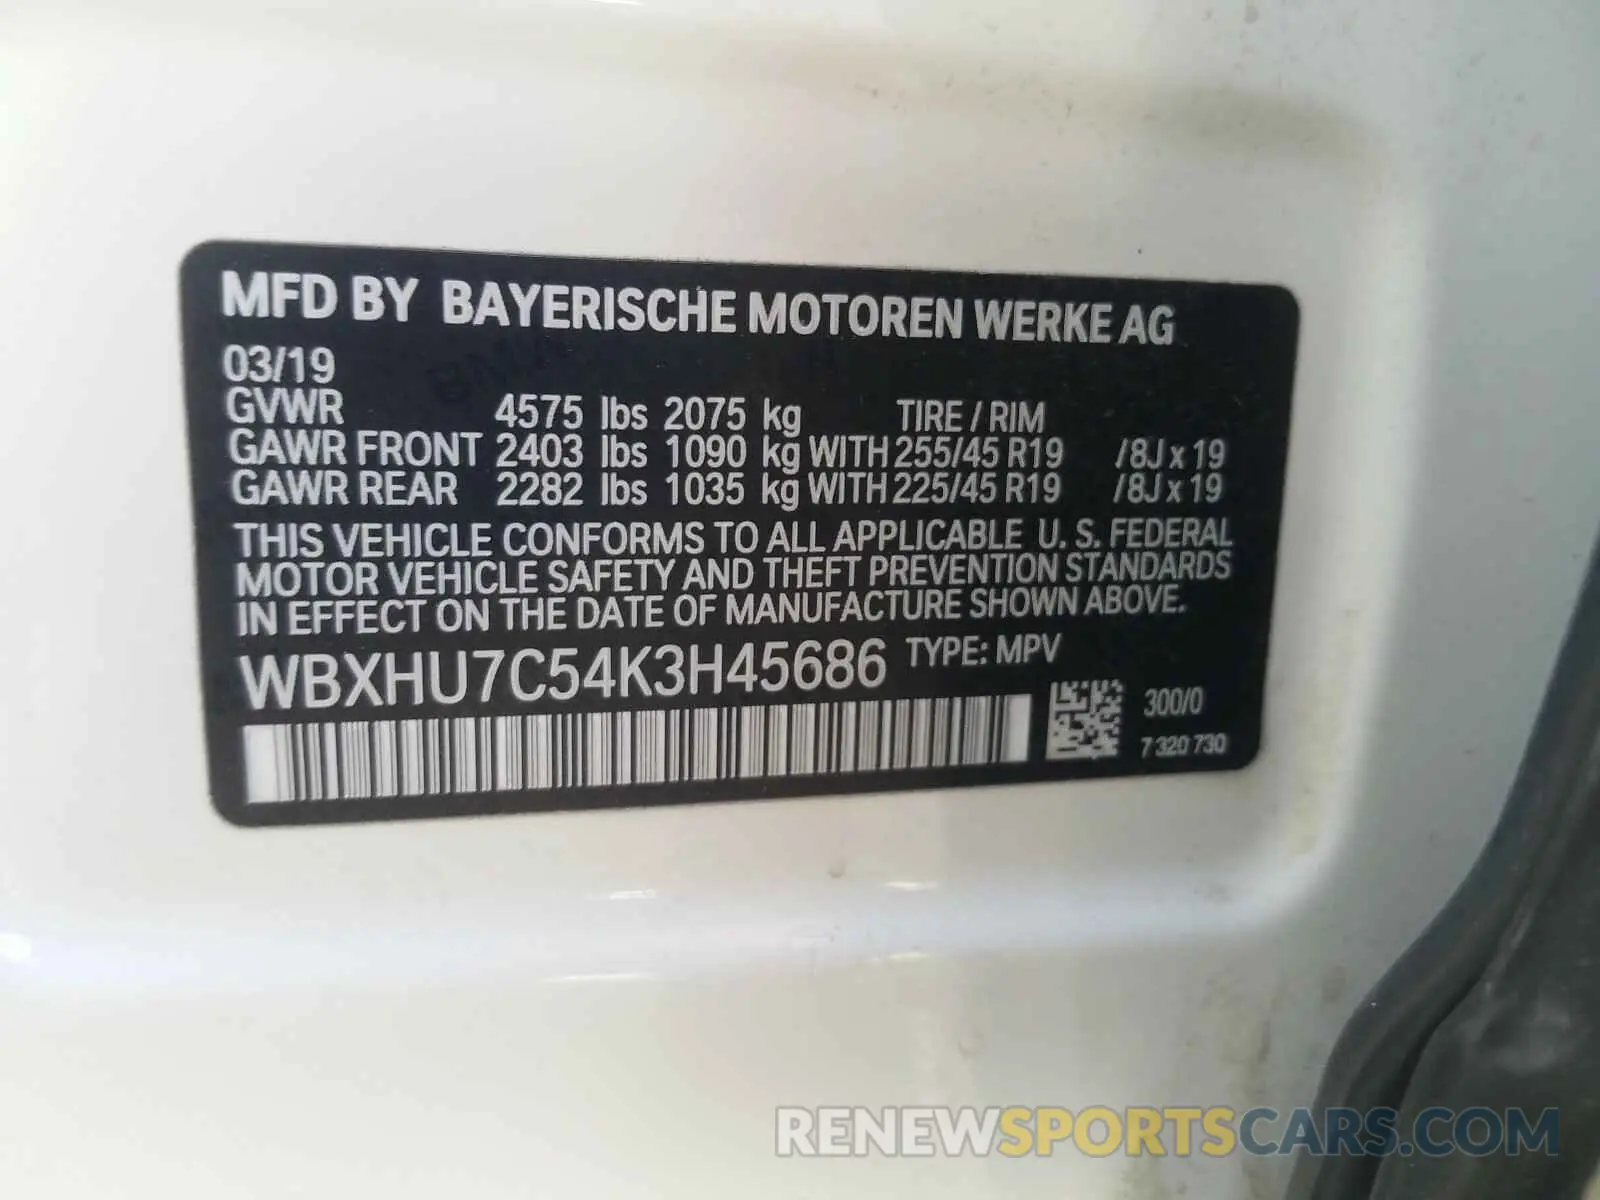 MFD BY BAYERISCHE MOTOREN WERKE AG
03/19
GVWR 4575 lbs 2075 kg TIRE / RIM
GAWR FRONT 2403 lbs 1090 kg WITH 255/45 R19 /8J x 19
GAWR REAR 2282 lbs 1035 kg WITH 225/45 R19 /8J x 19
THIS VEHICLE CONFORMS TO ALL APPLICABLE U. S. FEDERAL
MOTOR VEHICLE SAFETY AND THEFT PREVENTION STANDARDS
IN EFFECT ON THE DATE OF MANUFACTURE SHOWN ABOVE.
WBXHU7C54K3H45686 TYPE: MPV
300/0
7 320 730
RENEWSPORTSCARS.COM